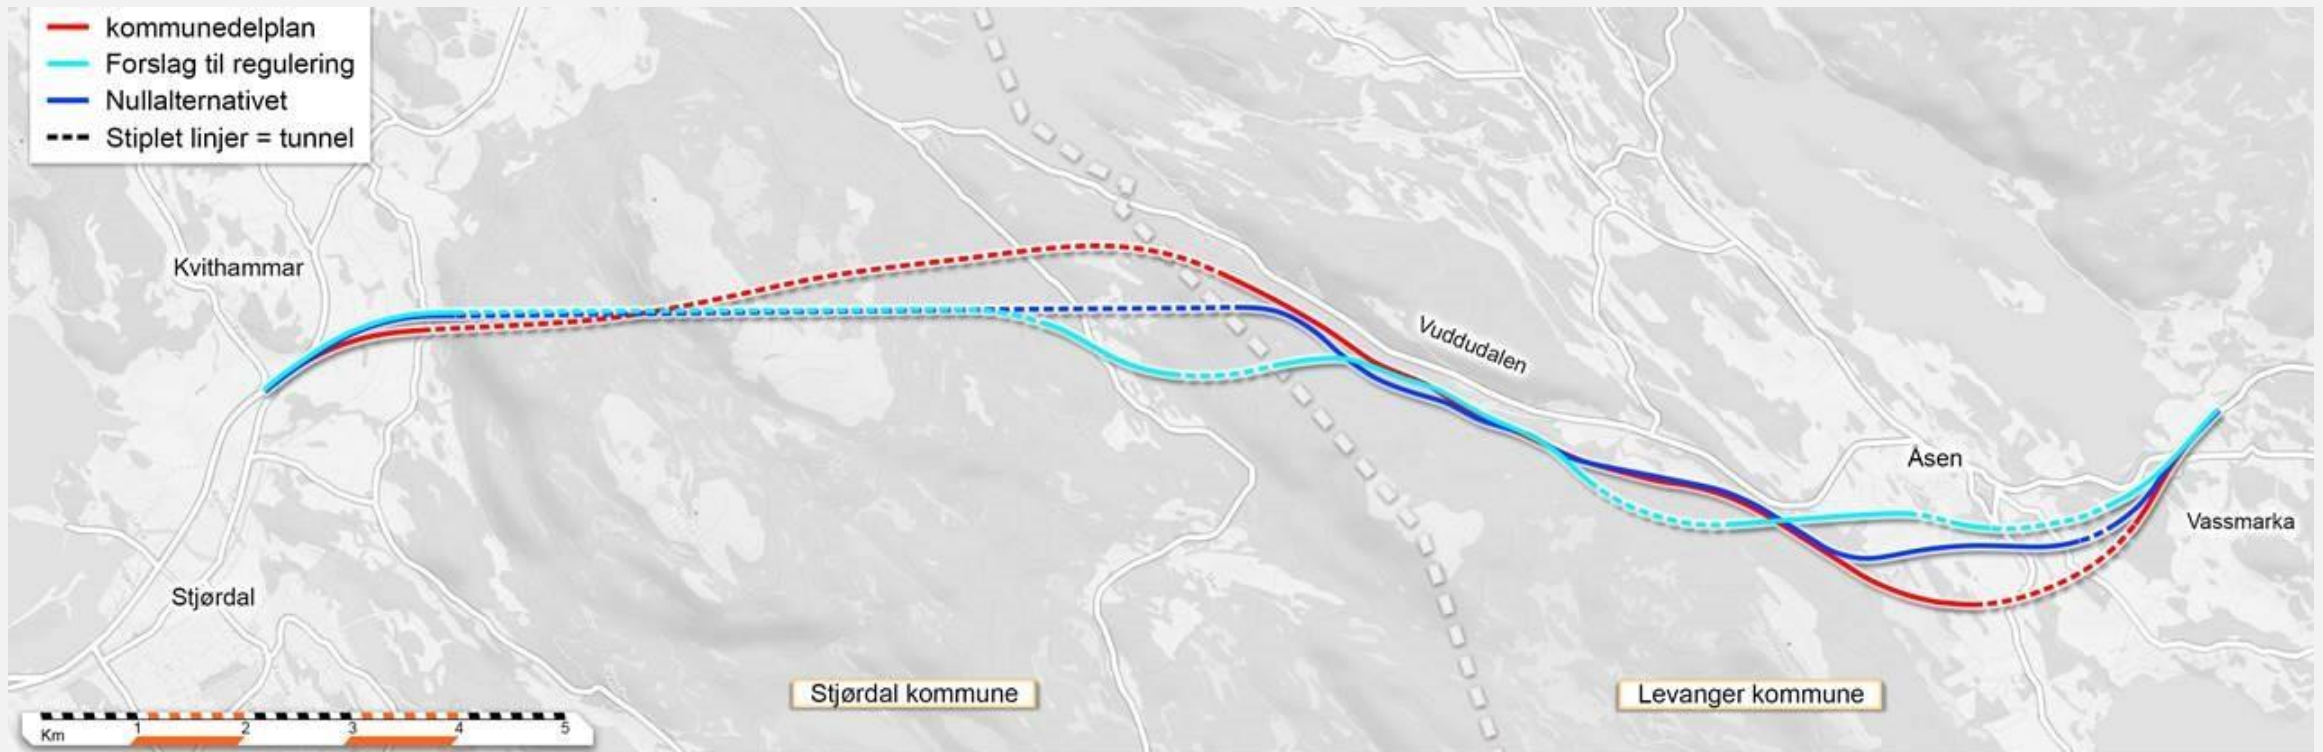 kommunedelplan
Forslag til regulering
Nullalternativet
Stiplet linjer = tunnel
Kvithammar
Vuddudalen
Åsen
Vassmarka
Stjørdal
Stjørdal kommune
Levanger kommune
1 2 3 4 5
Km